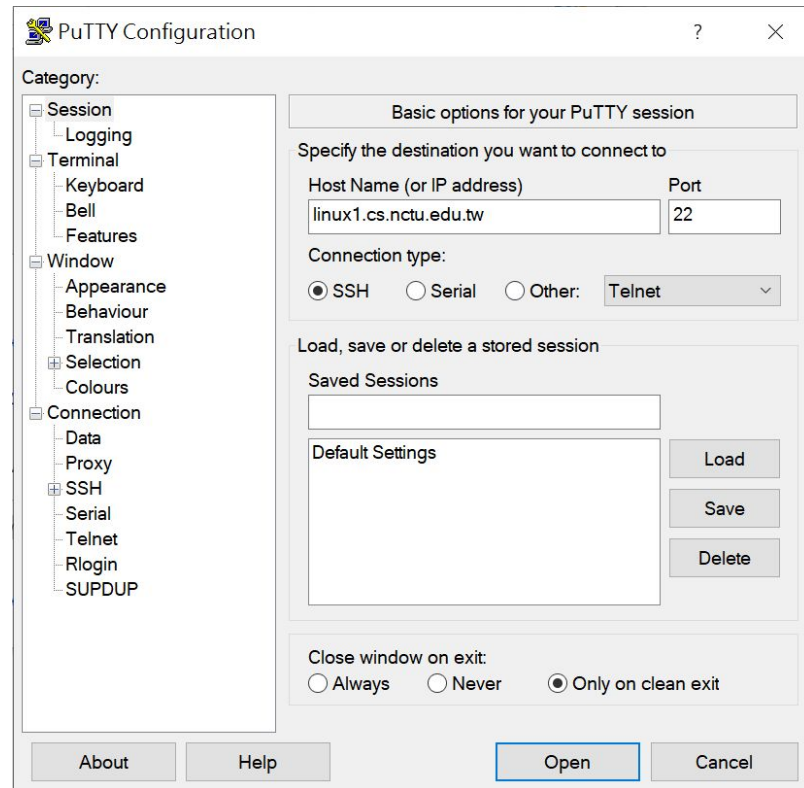 PuTTY Configuration
?
Category:
Session
Logging
Terminal
Keyboard
Bell
Features
Window
Appearance
Behaviour
Translation
Selection
Colours
Connection
Data
Proxy
SSH
Serial
Telnet
Rlogin
SUPDUP
Basic options for your PuTTY session
Specify the destination you want to connect to
Host Name (or IP address) Port
linux1.cs.nctu.edu.tw 22
Connection type:
SSH Serial Other: Telnet
Load, save or delete a stored session
Saved Sessions
Default Settings
Load
Save
Delete
Close window on exit:
Always Never Only on clean exit
About Help Open Cancel